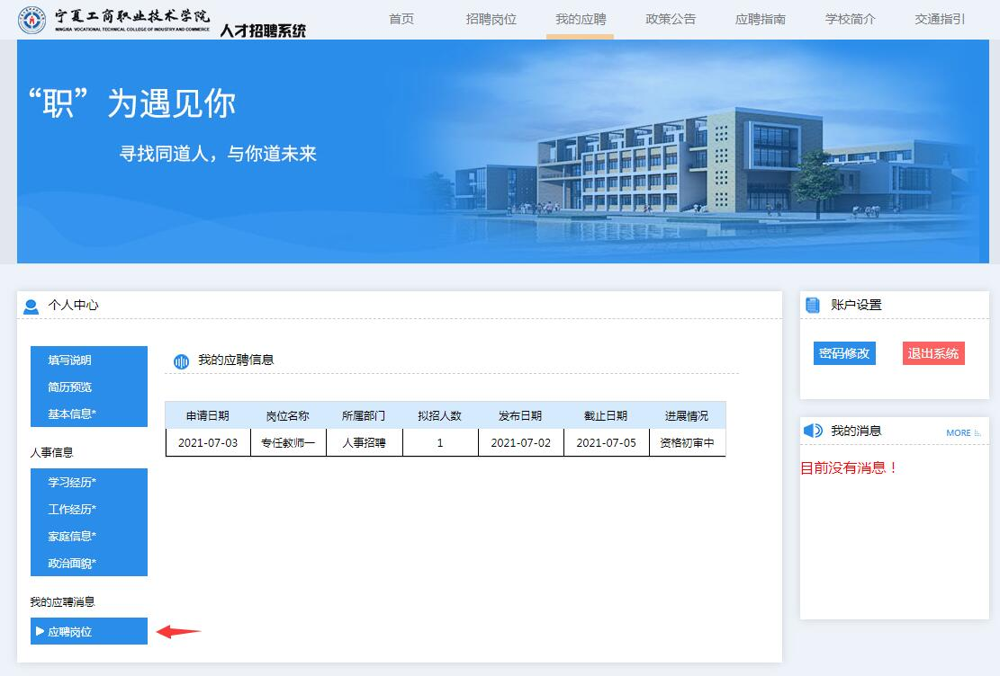 宁夏工商职业技术学院
NINGXIA VOCATIONAL TECHNICAL COLLEGE OF INDUSTRY AND COMMERCE
人才招聘系统
首页 招聘岗位 我的应聘 政策公告 应聘指南 学校简介 交通指引
“职” 为遇见你
寻找同道人，与你道未来
个人中心
填写说明
简历预览
基本信息*
人事信息
学习经历*
工作经历*
家庭信息*
政治面貌*
我的应聘消息
应聘岗位
我的应聘信息
申请日期 岗位名称 所属部门 拟招人数 发布日期 截止日期 进展情况
2021-07-03 专任教师一 人事招聘 1 2021-07-02 2021-07-05 资格初审中
账户设置
密码修改 退出系统
我的消息 MORE
目前没有消息！